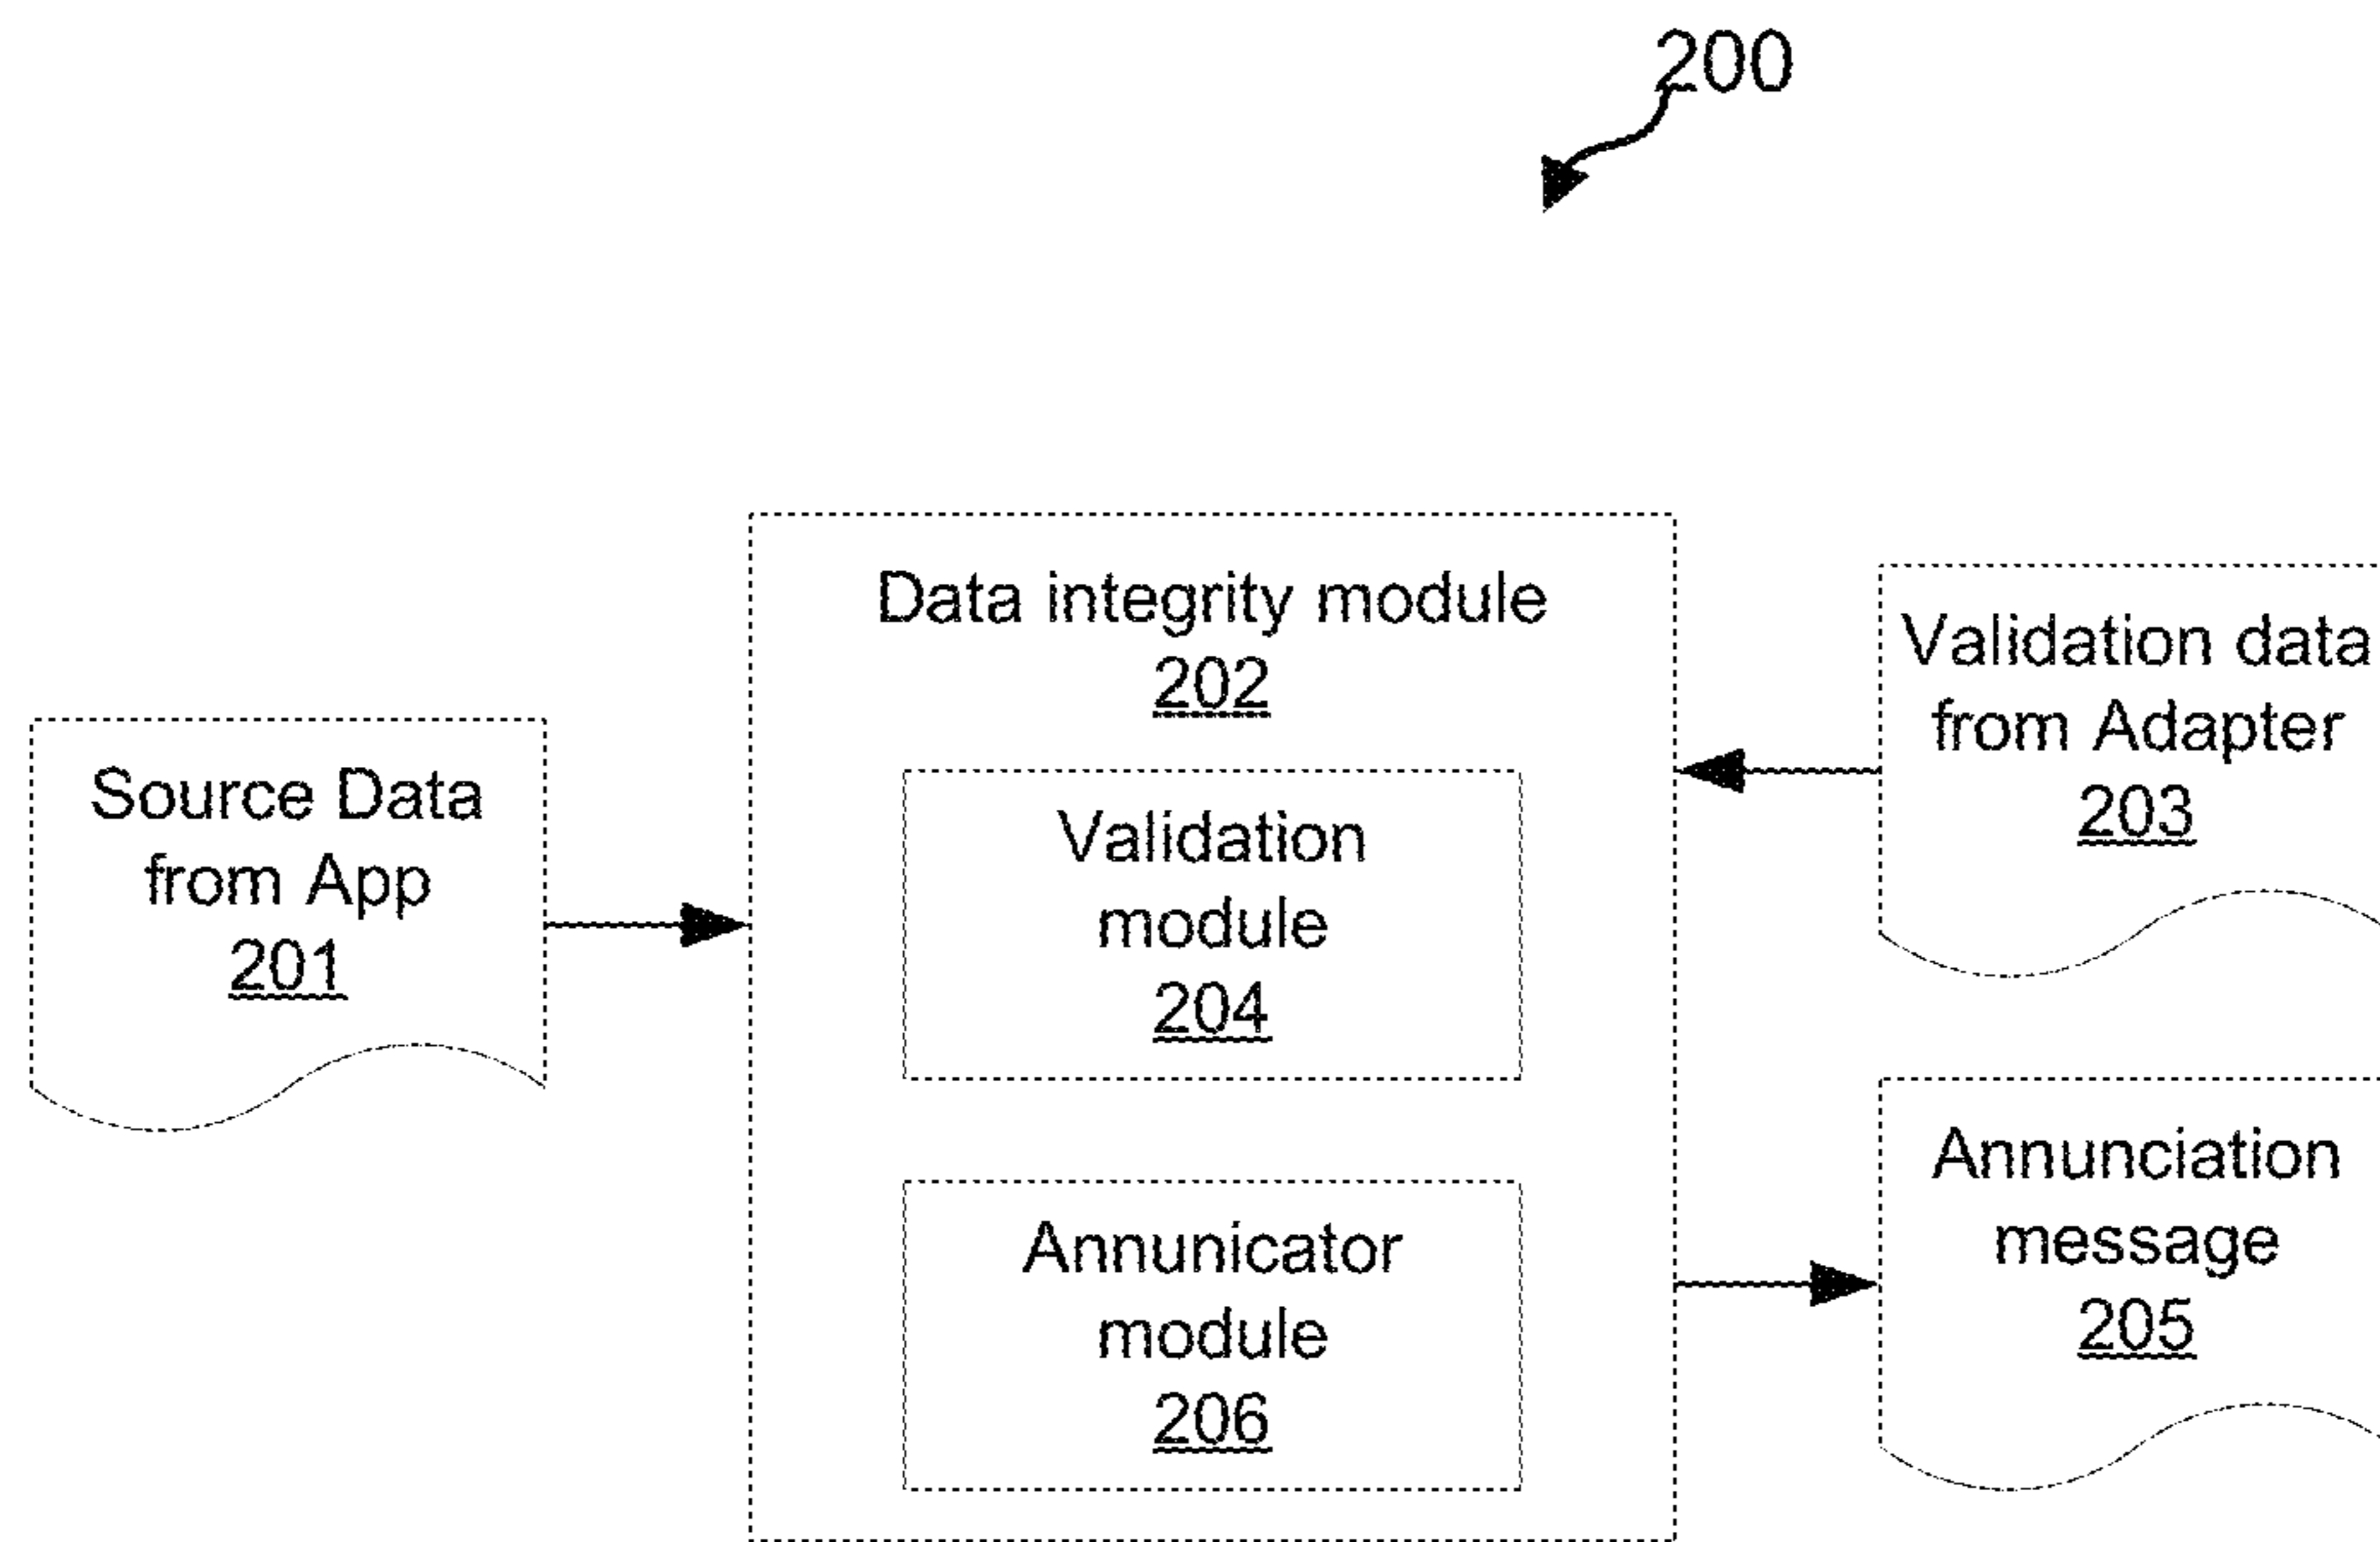 200
Source Data
from App
201
Data integrity module
202
Validation
module
204
Annunicator
module
206
Validation data
from Adapter
203
Annunciation
message
205